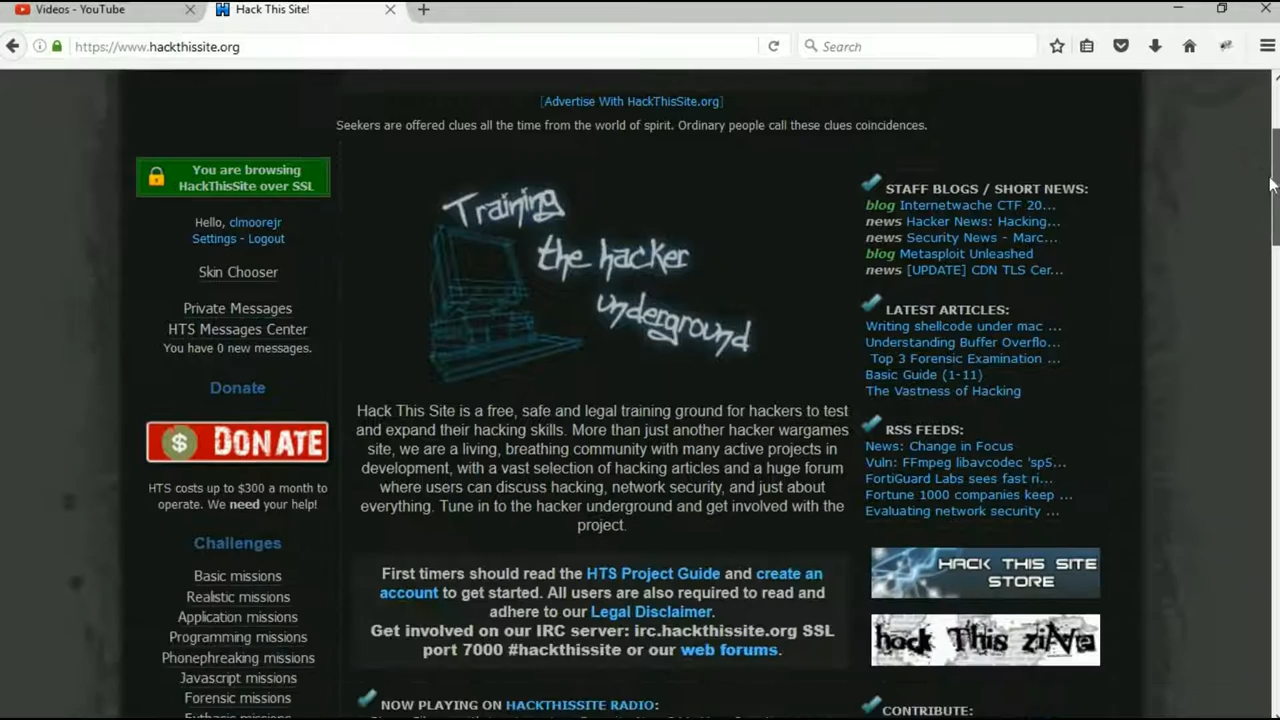 Videos - YouTube
Hack This Site!
https://www.hackthissite.org
Search
[Advertise With HackThisSite.org]
Seekers are offered clues all the time from the world of spirit. Ordinary people call these clues coincidences.
You are browsing
HackThisSite over SSL
Hello, clmoorejr
Settings - Logout
Skin Chooser
Private Messages
HTS Messages Center
You have 0 new messages.
Donate
$ DONATE
HTS costs up to $300 a month to
operate. We need your help!
Challenges
Basic missions
Realistic missions
Application missions
Programming missions
Phonephreaking missions
Javascript missions
Forensic missions
Training
the hacker
underground
Hack This Site is a free, safe and legal training ground for hackers to test
and expand their hacking skills. More than just another hacker wargames
site, we are a living, breathing community with many active projects in
development, with a vast selection of hacking articles and a huge forum
where users can discuss hacking, network security, and just about
everything. Tune in to the hacker underground and get involved with the
project.
First timers should read the HTS Project Guide and create an
account to get started. All users are also required to read and
adhere to our Legal Disclaimer.
Get involved on our IRC server: irc.hackthissite.org SSL
port 7000 #hackthissite or our web forums.
NOW PLAYING ON HACKTHISSITE RADIO:
STAFF BLOGS / SHORT NEWS:
blog Internetwache CTF 20...
news Hacker News: Hacking...
news Security News - Marc...
blog Metasploit Unleashed
news [UPDATE] CDN TLS Cer...
LATEST ARTICLES:
Writing shellcode under mac ...
Understanding Buffer Overflo...
Top 3 Forensic Examination ...
Basic Guide (1-11)
The Vastness of Hacking
RSS FEEDS:
News: Change in Focus
Vuln: FFmpeg libavcodec 'sp5...
FortiGuard Labs sees fast ri...
Fortune 1000 companies keep ...
Evaluating network security ...
HACK THIS SITE
STORE
hack This ziNe
CONTRIBUTE: